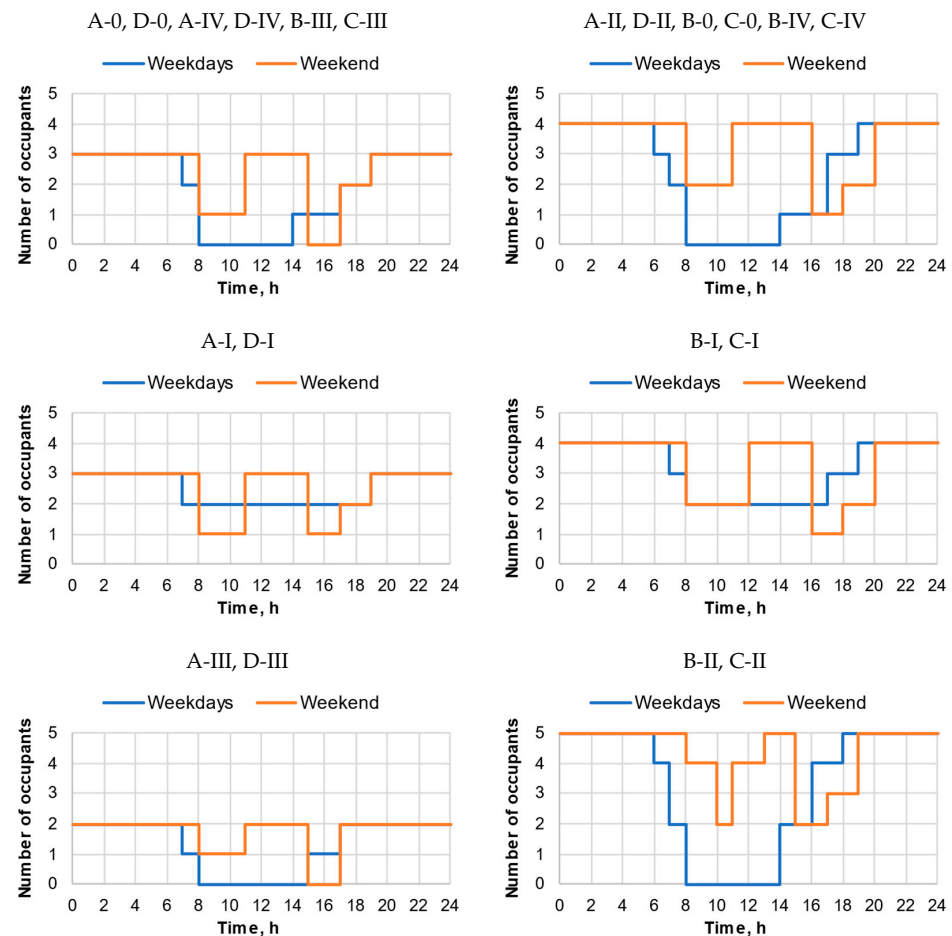 A-0, D-0, A-IV, D-IV, B-III, C-III
Weekdays Weekend
Number of occupants
5
4
3
2
1
0
0 2 4 6 8 10 12 14 16 18 20 22 24
Time, h
A-II, D-II, B-0, C-0, B-IV, C-IV
Weekdays Weekend
Number of occupants
5
4
3
2
1
0
0 2 4 6 8 10 12 14 16 18 20 22 24
Time, h
A-I, D-I
Weekdays Weekend
Number of occupants
5
4
3
2
1
0
0 2 4 6 8 10 12 14 16 18 20 22 24
Time, h
B-I, C-I
Weekdays Weekend
Number of occupants
5
4
3
2
1
0
0 2 4 6 8 10 12 14 16 18 20 22 24
Time, h
A-III, D-III
Weekdays Weekend
Number of occupants
5
4
3
2
1
0
0 2 4 6 8 10 12 14 16 18 20 22 24
Time, h
B-II, C-II
Weekdays Weekend
Number of occupants
5
4
3
2
1
0
0 2 4 6 8 10 12 14 16 18 20 22 24
Time, h